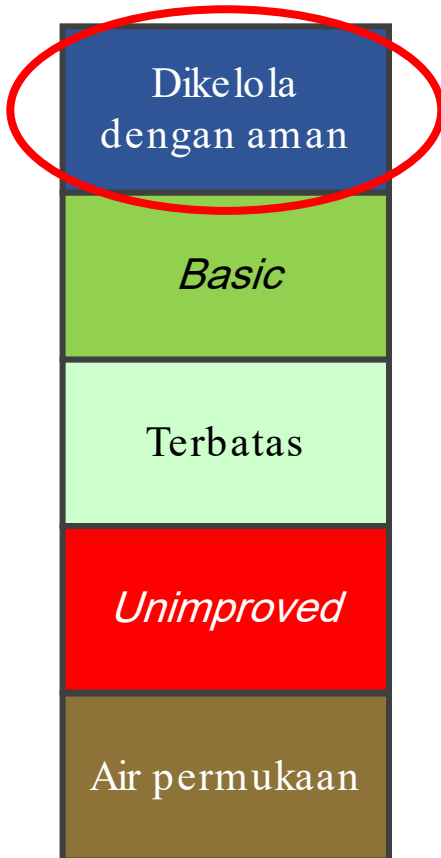 Dikelola
dengan aman
Basic
Terbatas
Unimproved
Air permukaan